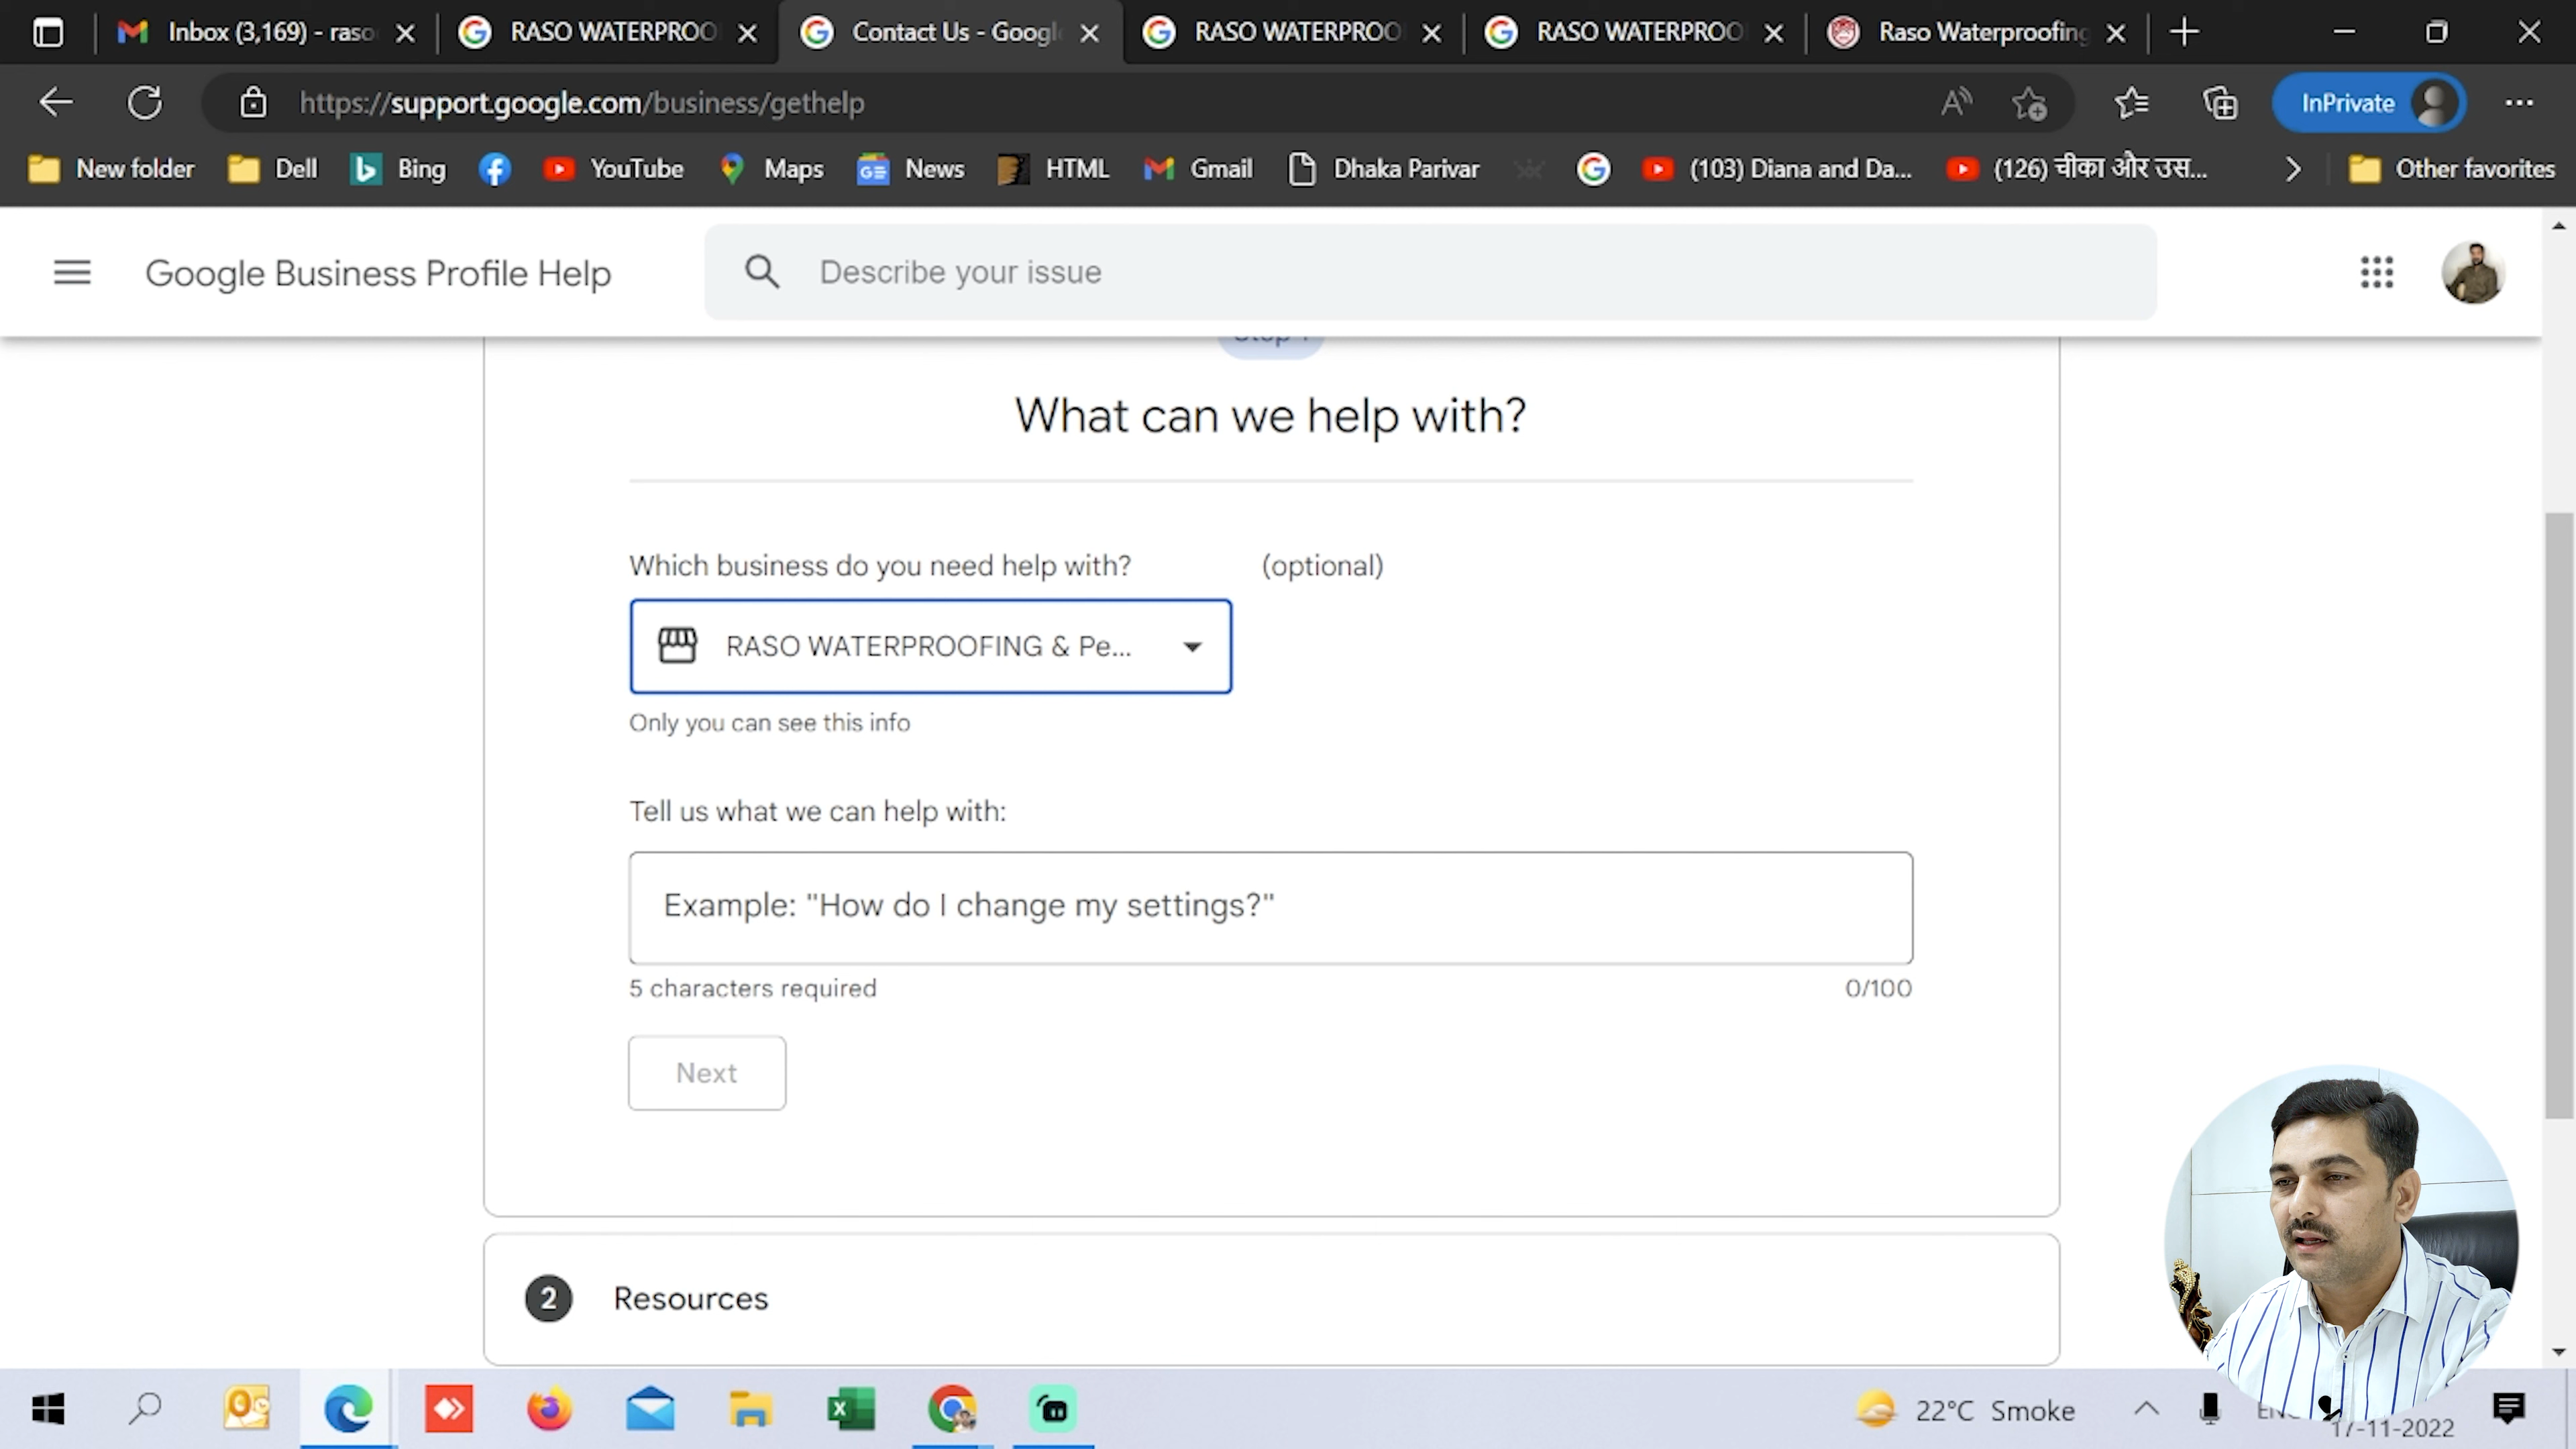 Inbox (3,169) - raso
RASO WATERPROO
Contact Us - Googl
RASO WATERPROO
RASO WATERPROO
Raso Waterproofing
https://support.google.com/business/gethelp
InPrivate
New folder
Dell
Bing
YouTube
Maps
News
HTML
Gmail
Dhaka Parivar
(103) Diana and Da...
(126) चीका और उस...
Other favorites
Google Business Profile Help
Describe your issue
What can we help with?
Which business do you need help with? (optional)
RASO WATERPROOFING & Pe...
Only you can see this info
Tell us what we can help with:
Example: "How do I change my settings?"
5 characters required
0/100
Next
2 Resources
22°C Smoke
17-11-2022